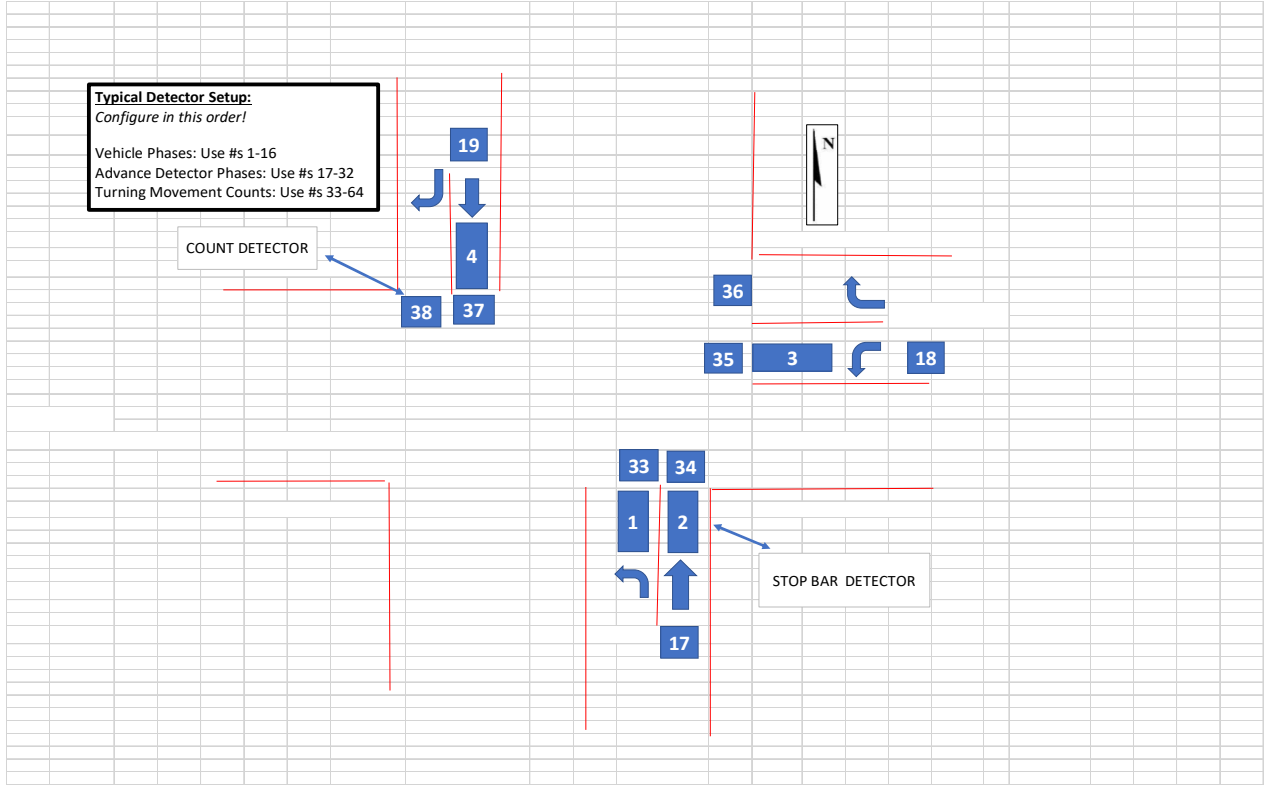 Typical Detector Setup:
Configure in this order!
Vehicle Phases: Use #s 1-16
Advance Detector Phases: Use #s 17-32
Turning Movement Counts: Use #s 33-64
19
N
COUNT DETECTOR
4
36
38
37
35
3
18
33
34
1
2
STOP BAR DETECTOR
17